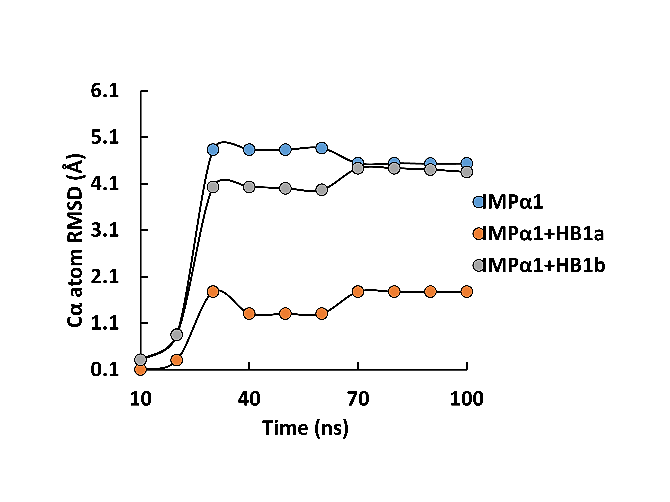 6.1
5.1
4.1
3.1
2.1
1.1
0.1
Cα atom RMSD (Å)
10 40 70 100
Time (ns)
IMPα1
IMPα1+HB1a
IMPα1+HB1b